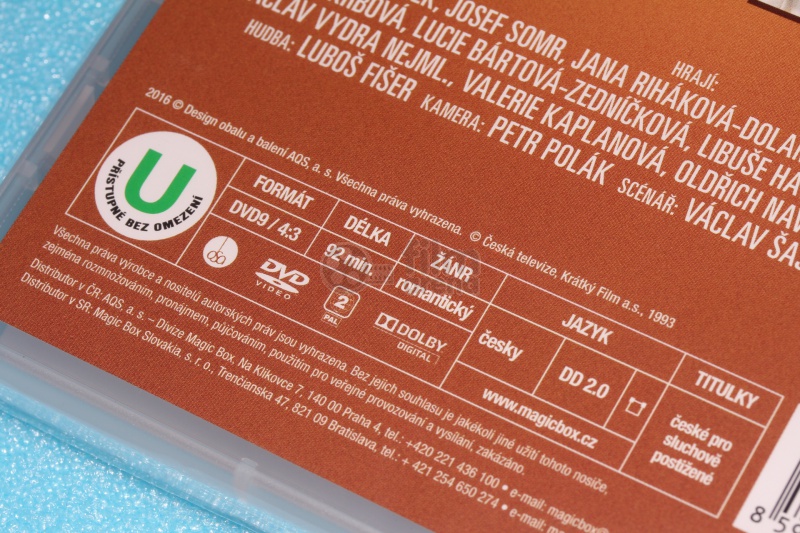 HRAJÍ:
JOSEF SOMR, JANA RIHÁKOVÁ-DOLAN
LUCIE BÁRTOVÁ-ZEDNÍČKOVÁ, LIBUŠE HA
VYDRA NEJML., VALERIE KAPLANOVÁ, OLDŘICH NAV
HUDBA: LUBOŠ FIŠER KAMERA: PETR POLÁK SCÉNÁŘ: VÁCLAV ŠAŠ
2016 © Design obalu a balení AQS, a. s. Všechna práva vyhrazena. © Česká televize, Krátký Film a.s., 1993
U
PŘÍSTUPNÉ BEZ OMEZENÍ
FORMÁT
DVD9 / 4:3
DÉLKA
92 min.
ŽÁNR
romantický
JAZYK
česky
DD 2.0
TITULKY
české pro
sluchově
postižené
osa
DVD
VIDEO
2
PAL
DOLBY
DIGITAL
www.magicbox.cz
Všechna práva výrobce a nositelů autorských práv jsou vyhrazena. Bez jejich souhlasu je jakékoli jiné užití tohoto nosiče,
zejména rozmnožováním, pronájmem, půjčováním, použitím pro veřejné provozování a vysílání, zakázáno.
Distributor v ČR: AQS, a. s. – Divize Magic Box, Na Klikovce 7, 140 00 Praha 4, tel.: +420 221 436 100 • e-mail: magicbox@
Distributor v SR: Magic Box Slovakia, s. r. o., Trenčianska 47, 821 09 Bratislava, tel.: + 421 254 650 274 • e-mail:
8 59